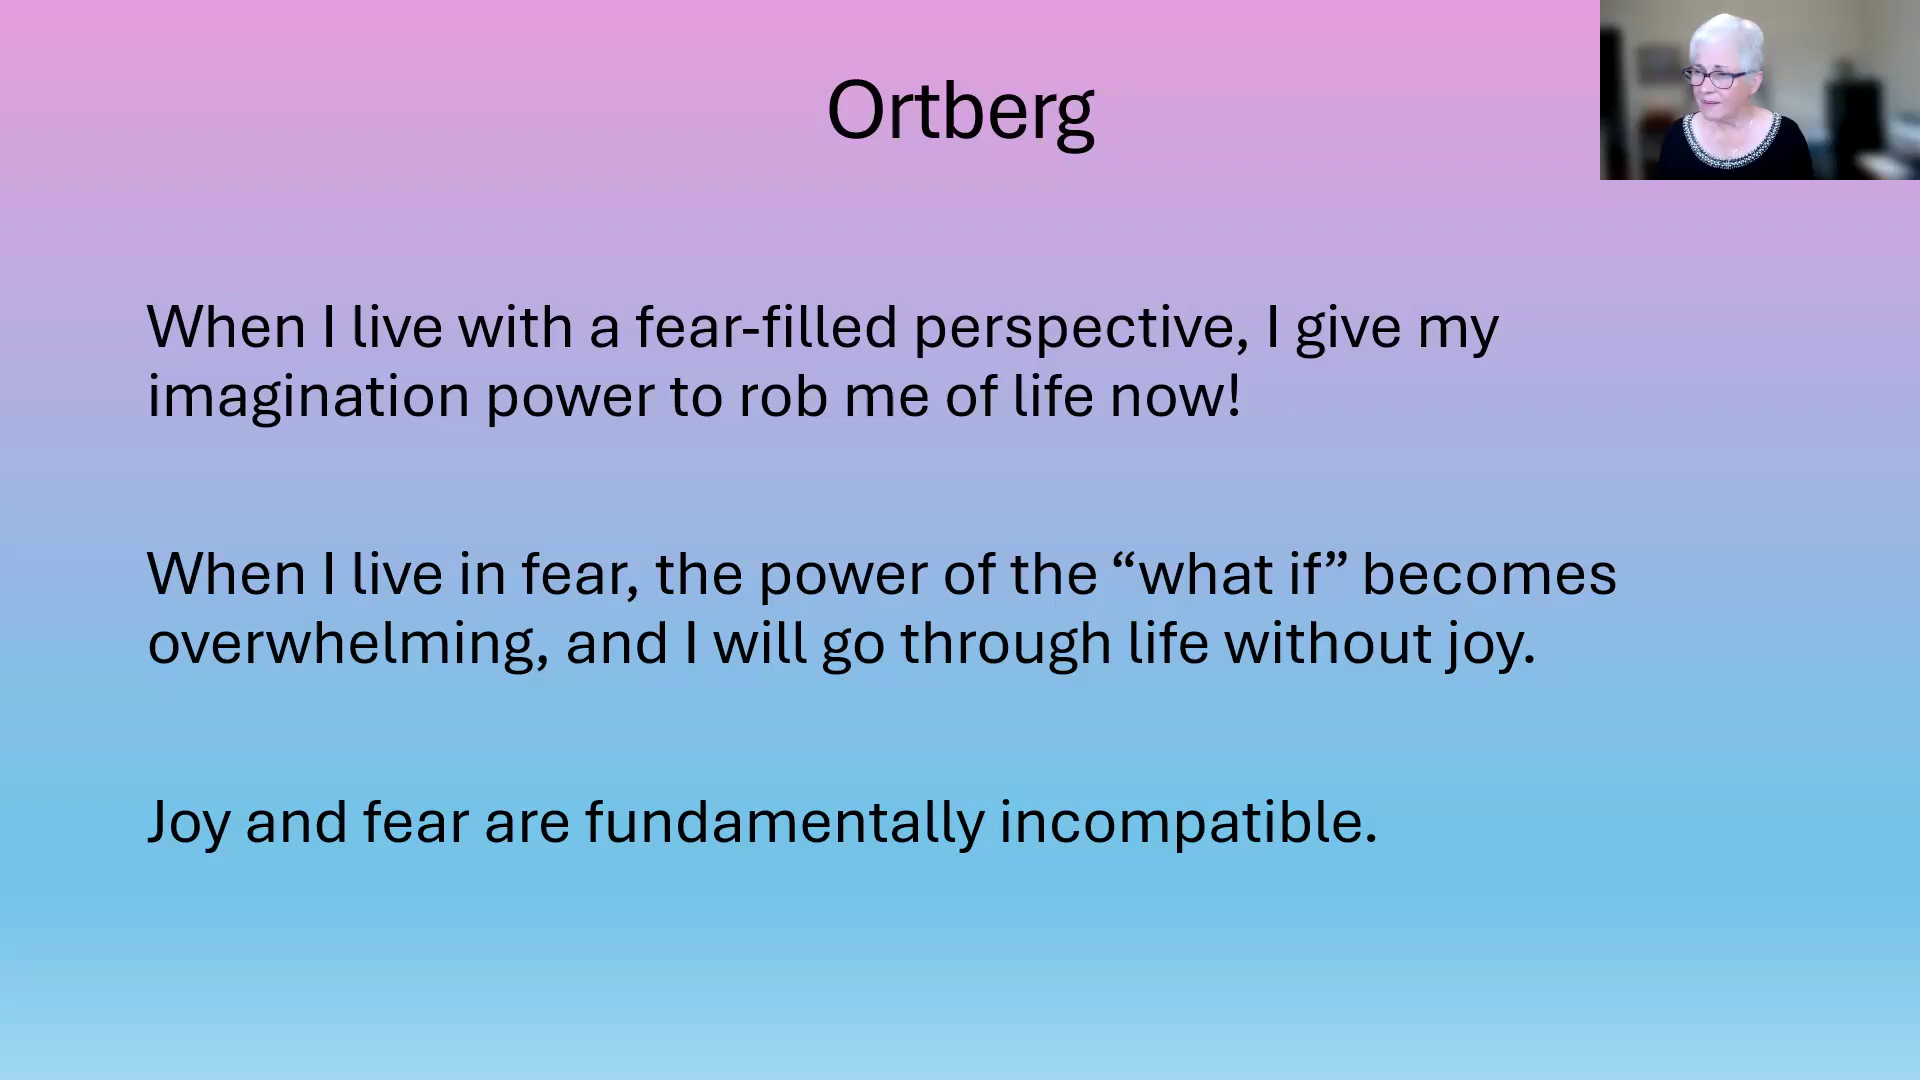 Ortberg
When I live with a fear-filled perspective, I give my
imagination power to rob me of life now!
When I live in fear, the power of the “what if” becomes
overwhelming, and I will go through life without joy.
Joy and fear are fundamentally incompatible.